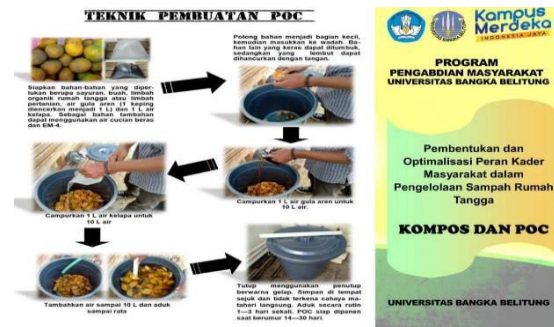 TEKNIK PEMBUATAN POC
Siapkan bahan-bahan yang diper-
lukan berupa sayuran, buah, limbah
organik rumah tangga atau limbah
pertanian, air gula aren (1 keping
diencerkan menjadi 1 L) dan 1 L air
kelapa. Sebagai bahan tambahan
dapat menggunakan air cucian beras
dan EM-4.
Potong bahan menjadi bagian kecil,
kemudian masukkan ke wadah. Ba-
han lain yang keras dapat ditumbuk,
sedangkan yang lembut dapat
dihancurkan dengan tangan.
Campurkan 1 L air gula aren untuk
10 L air.
Campurkan 1 L air kelapa untuk
10 L air
Tambahkan air sampai 10 L dan aduk
sampai rata
Tutup menggunakan penutup
berwarna gelap. Simpan di tempat
sejuk dan tidak terkena cahaya ma-
tahari langsung. Aduk secara rutin
1—3 hari sekali. POC siap dipanen
saat berumur 14—30 hari.
Kampus
Merdeka
INDONESIA JAYA
PROGRAM
PENGABDIAN MASYARAKAT
UNIVERSITAS BANGKA BELITUNG
Pembentukan dan
Optimalisasi Peran Kader
Masyarakat dalam
Pengelolaan Sampah Rumah
Tangga
KOMPOS DAN POC
UNIVERSITAS BANGKA BELITUNG